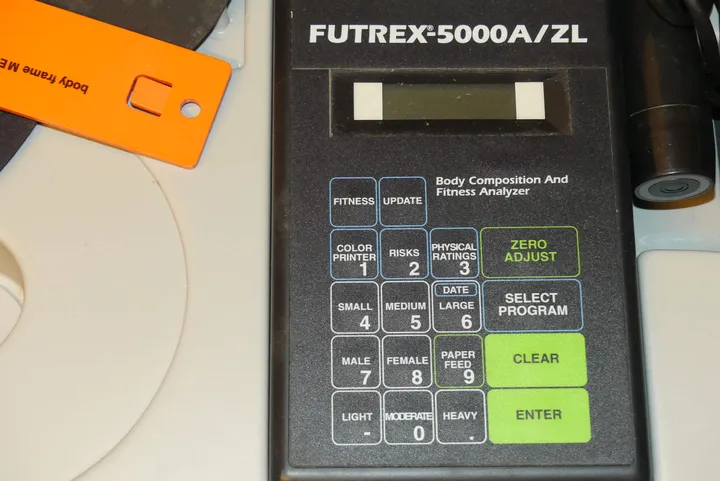 FUTREX®-5000A/ZL
body frame ME
Body Composition And
Fitness Analyzer
FITNESS
UPDATE
COLOR
PRINTER
1
RISKS
2
PHYSICAL
RATINGS
3
ZERO
ADJUST
SMALL
4
MEDIUM
5
DATE
LARGE
6
SELECT
PROGRAM
MALE
7
FEMALE
8
PAPER
FEED
9
CLEAR
LIGHT
-
MODERATE
0
HEAVY
.
ENTER